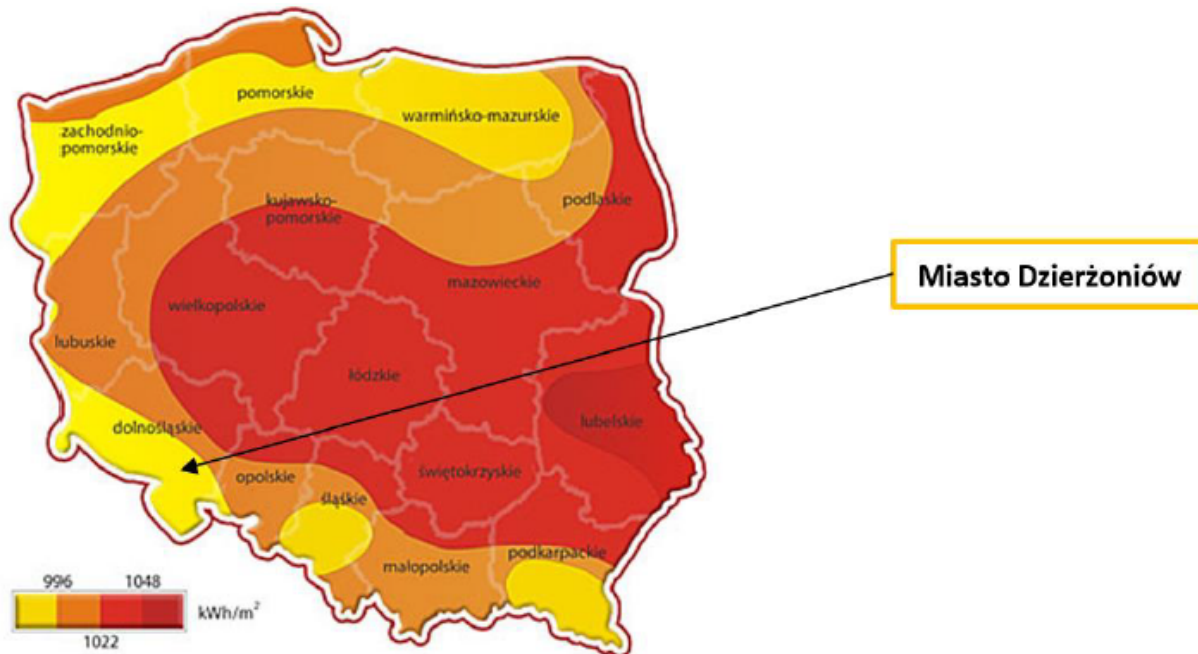 pomorskie
warmińsko-mazurskie
zachodnio-
pomorskie
kujawsko-
pomorskie
podlaskie
mazowieckie
wielkopolskie
lubuskie
łódzkie
dolnośląskie
lubelskie
opolskie
świętokrzyskie
śląskie
małopolskie
podkarpackie
Miasto Dzierżoniów
996 1048
kWh/m²
1022